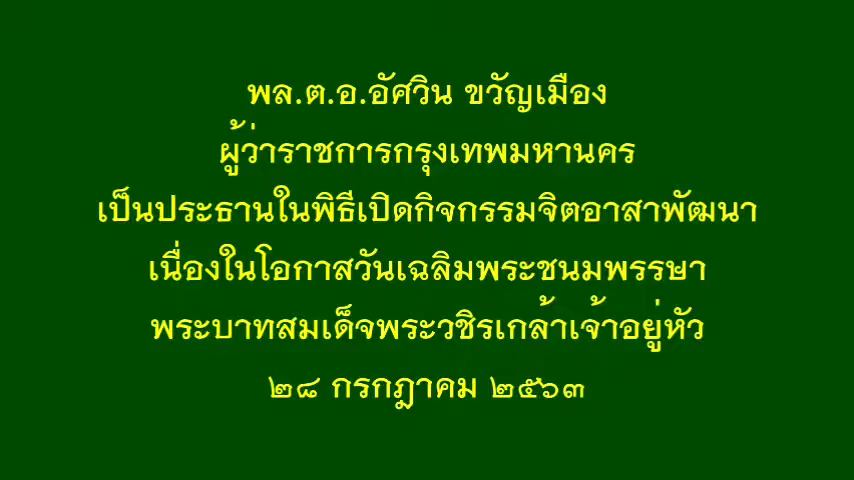 พล.ต.อ.อัศวิน ขวัญเมือง
ผู้ว่าราชการกรุงเทพมหานคร
เป็นประธานในพิธีเปิดกิจกรรมจิตอาสาพัฒนา
เนื่องในโอกาสวันเฉลิมพระชนมพรรษา
พระบาทสมเด็จพระวชิรเกล้าเจ้าอยู่หัว
๒๘ กรกฎาคม ๒๕๖๓